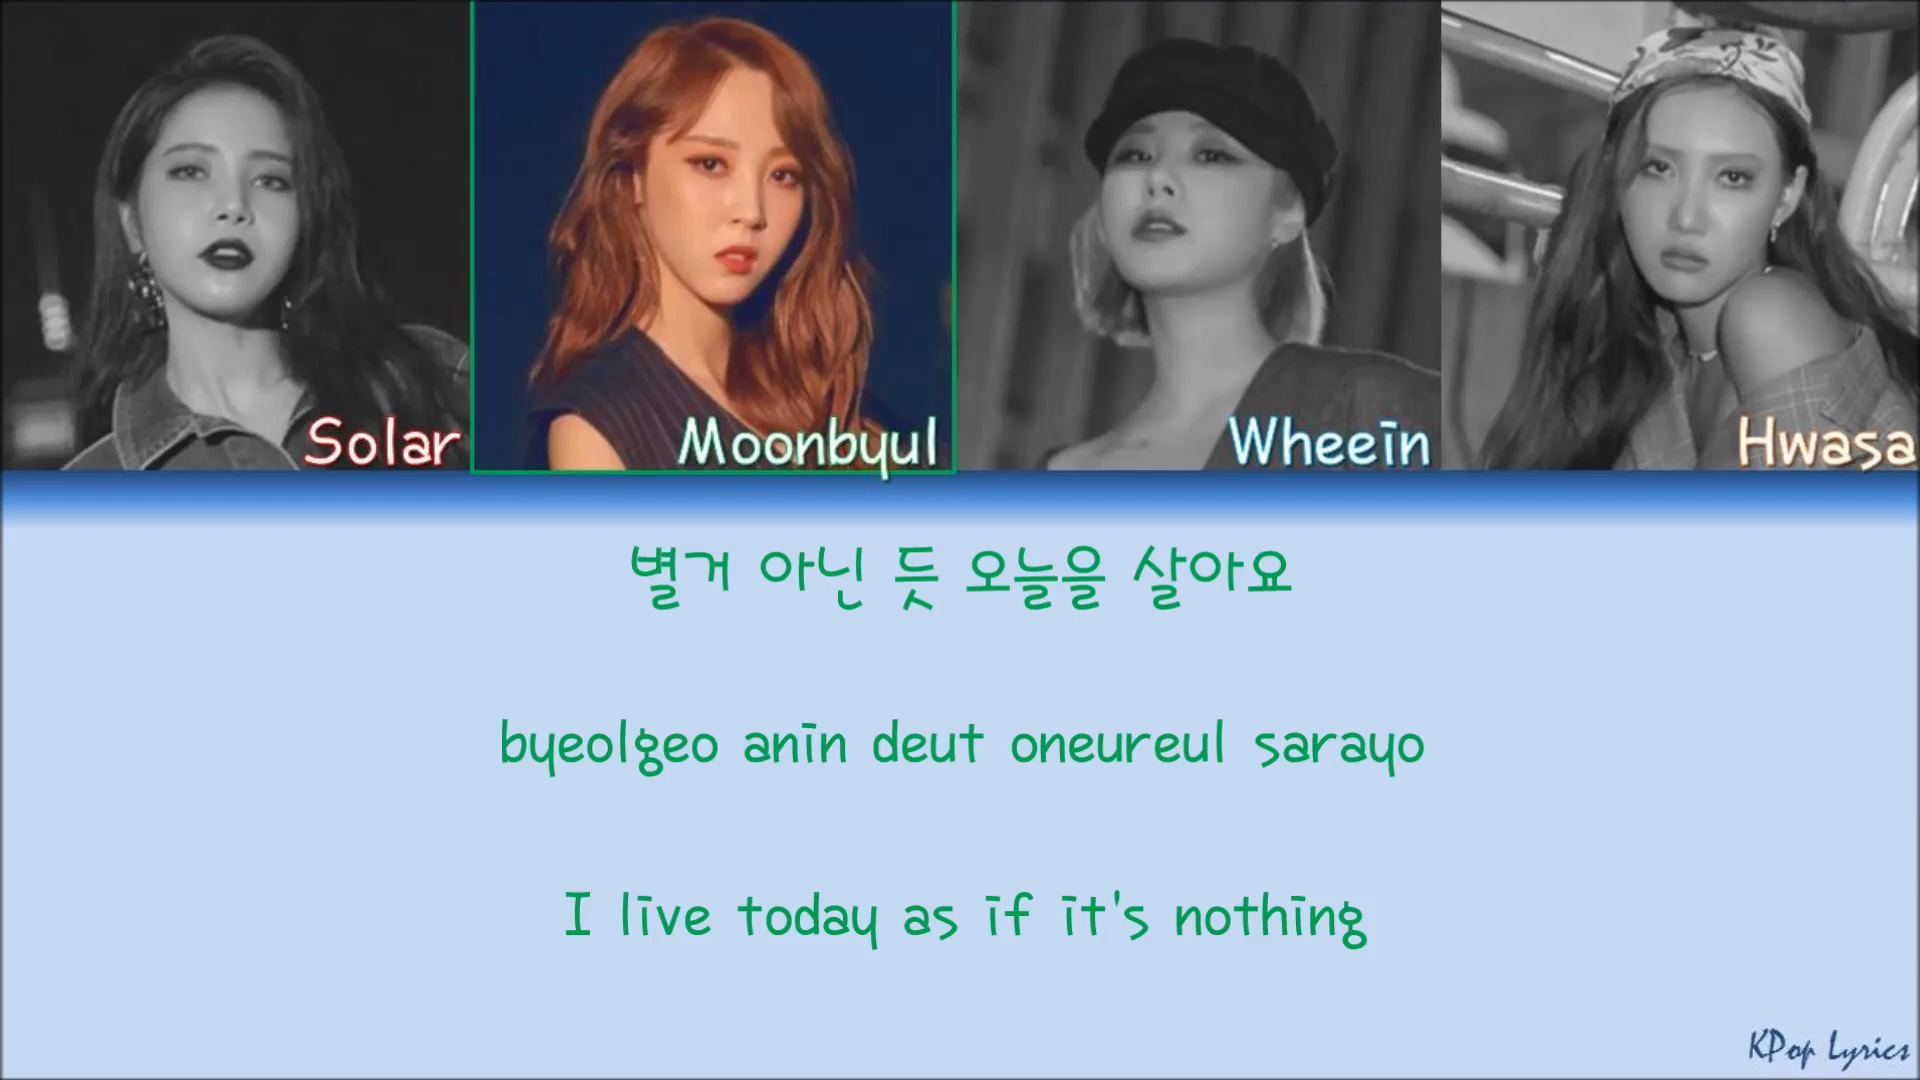 Solar
Moonbyul
Wheein
Hwasa
별거 아닌 듯 오늘을 살아요
byeolgeo anin deut oneureul sarayo
I live today as if it's nothing
KPop Lyrics